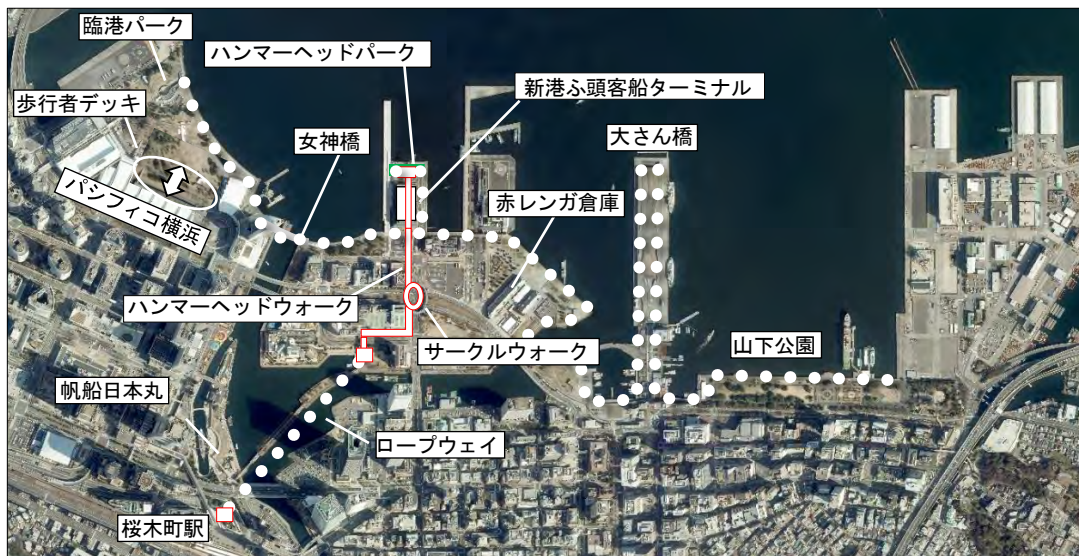 臨港パーク
ハンマーヘッドパーク
新港ふ頭客船ターミナル
歩行者デッキ
女神橋
大さん橋
パシフィコ横浜
赤レンガ倉庫
ハンマーヘッドウォーク
サークルウォーク
山下公園
帆船日本丸
ロープウェイ
桜木町駅